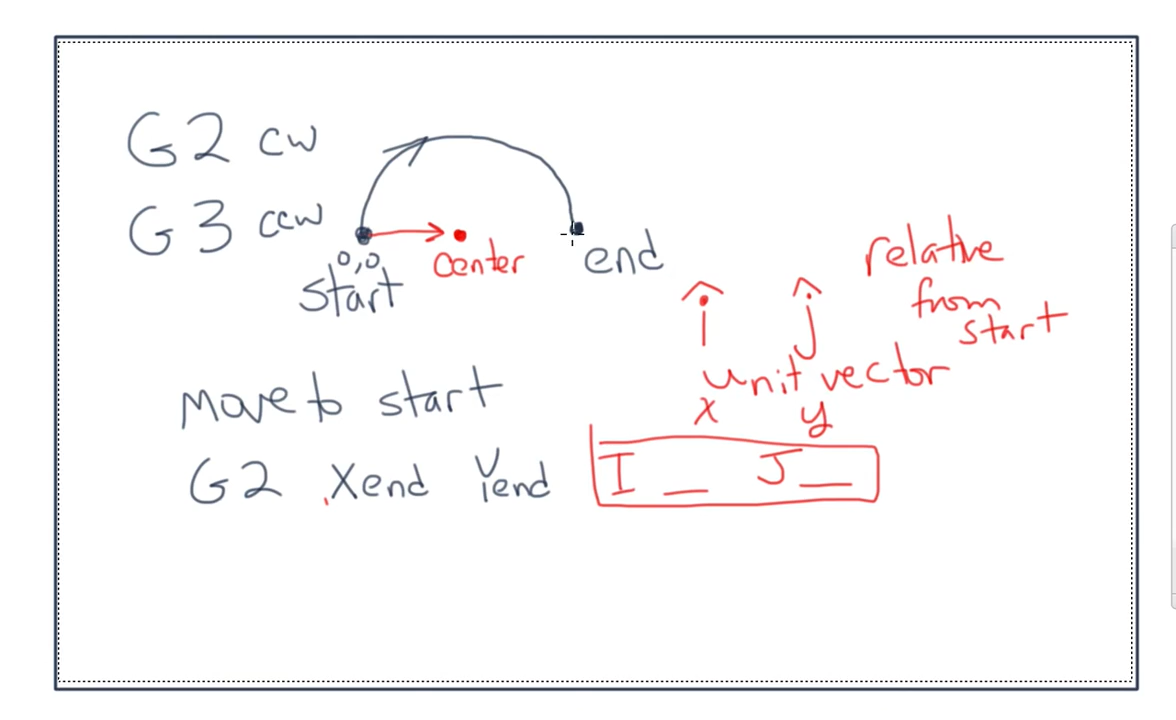 G2 cw
G3 ccw
0,0
start
center
end
relative
from
start
î ĵ
unit vector
x y
move to start
G2 Xend Yend I __ J __